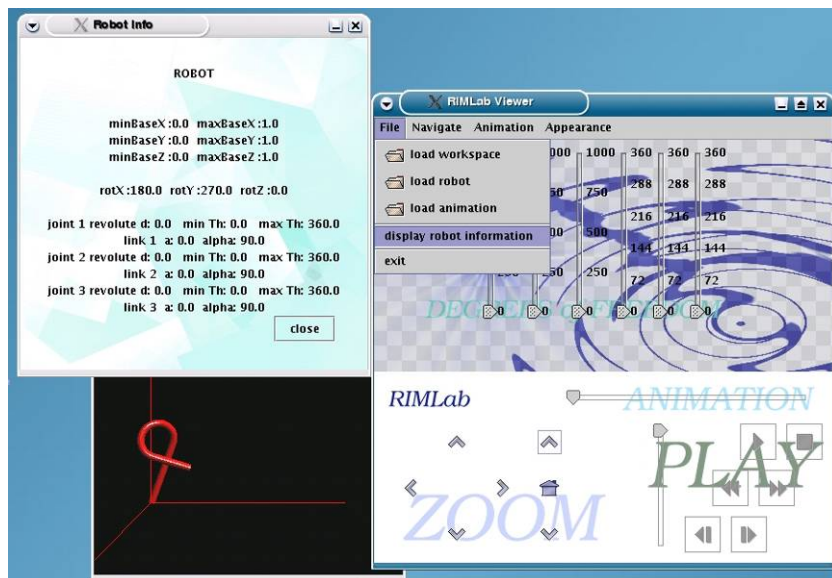 Robot Info
ROBOT
minBaseX :0.0 maxBaseX :1.0
minBaseY :0.0 maxBaseY :1.0
minBaseZ :0.0 maxBaseZ :1.0
rotX :180.0 rotY :270.0 rotZ :0.0
joint 1 revolute d: 0.0 min Th: 0.0 max Th: 360.0
link 1 a: 0.0 alpha: 90.0
joint 2 revolute d: 0.0 min Th: 0.0 max Th: 360.0
link 2 a: 0.0 alpha: 90.0
joint 3 revolute d: 0.0 min Th: 0.0 max Th: 360.0
link 3 a: 0.0 alpha: 90.0
close
RIMLab Viewer
File Navigate Animation Appearance
load workspace
load robot
load animation
display robot information
exit
000 1000 360 360 360
50 750 288 288 288
216 216 216
00 500 144 144 144
250 250 72 72 72
0 0 0 0 0 0
DEGREES of FREEDOM
RIMLab
ANIMATION
PLAY
ZOOM